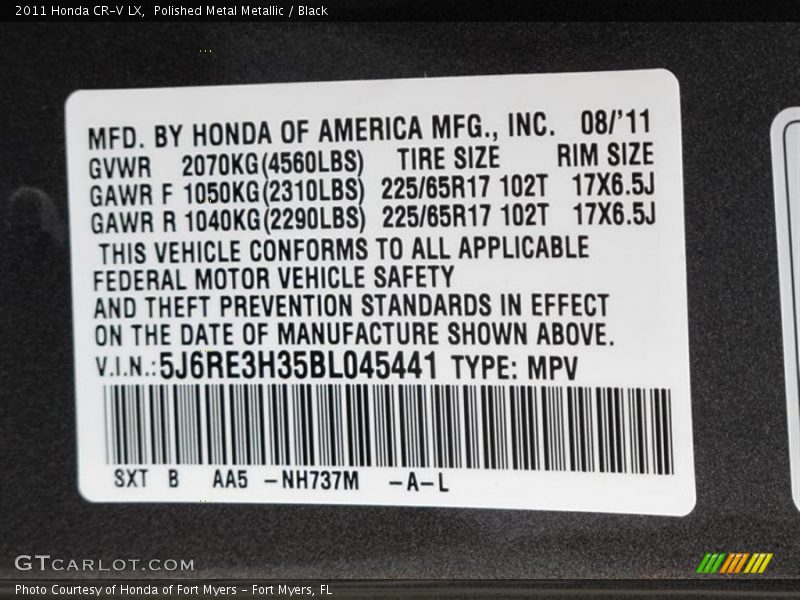 2011 Honda CR-V LX, Polished Metal Metallic / Black
MFD. BY HONDA OF AMERICA MFG., INC. 08/'11
GVWR 2070KG(4560LBS) TIRE SIZE RIM SIZE
GAWR F 1050KG(2310LBS) 225/65R17 102T 17X6.5J
GAWR R 1040KG(2290LBS) 225/65R17 102T 17X6.5J
THIS VEHICLE CONFORMS TO ALL APPLICABLE
FEDERAL MOTOR VEHICLE SAFETY
AND THEFT PREVENTION STANDARDS IN EFFECT
ON THE DATE OF MANUFACTURE SHOWN ABOVE.
V.I.N.:5J6RE3H35BL045441 TYPE: MPV
SXT B AA5 -NH737M -A-L
GTCARLOT.COM
Photo Courtesy of Honda of Fort Myers - Fort Myers, FL